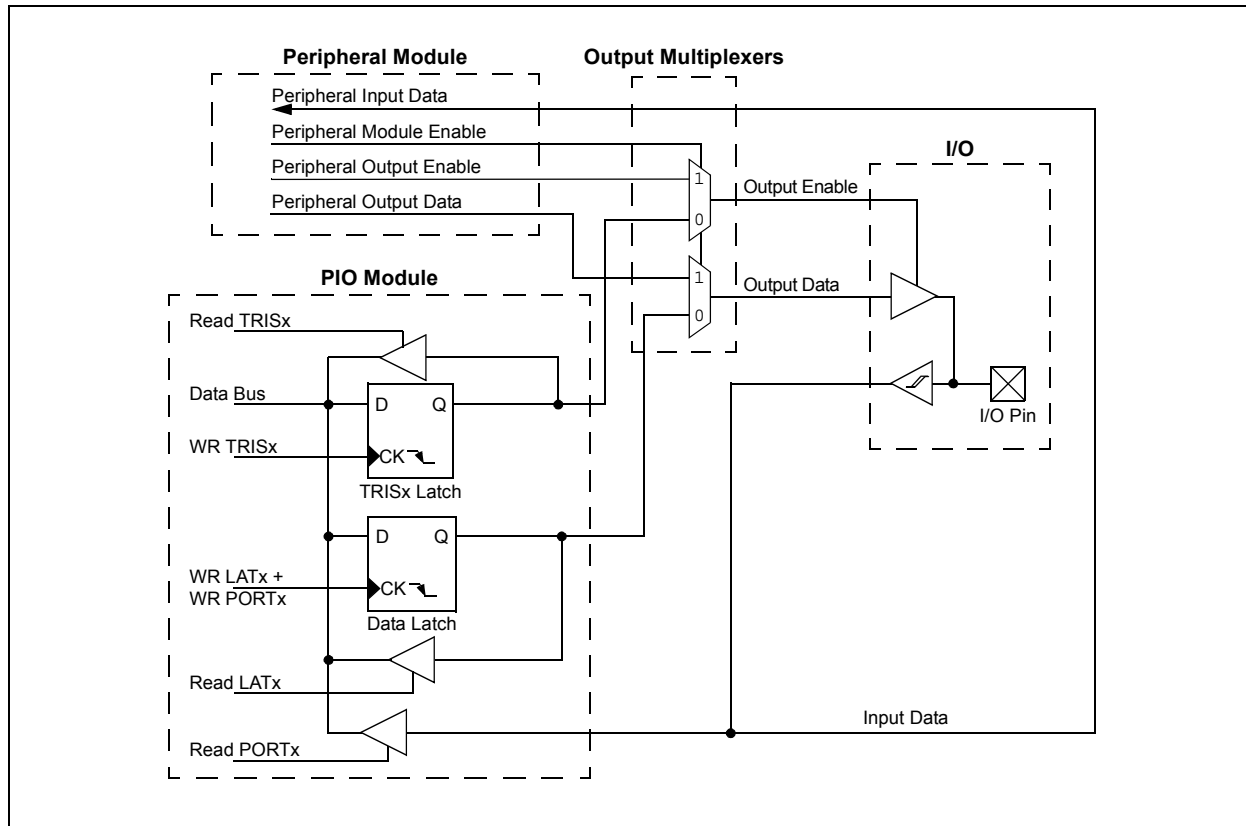 Peripheral Module
Output Multiplexers
Peripheral Input Data
Peripheral Module Enable
Peripheral Output Enable
Peripheral Output Data
1
0
Output Enable
I/O
1
0
Output Data
I/O Pin
PIO Module
Read TRISx
Data Bus
D Q
WR TRISx
CK
TRISx Latch
D Q
WR LATx +
WR PORTx
CK
Data Latch
Read LATx
Input Data
Read PORTx